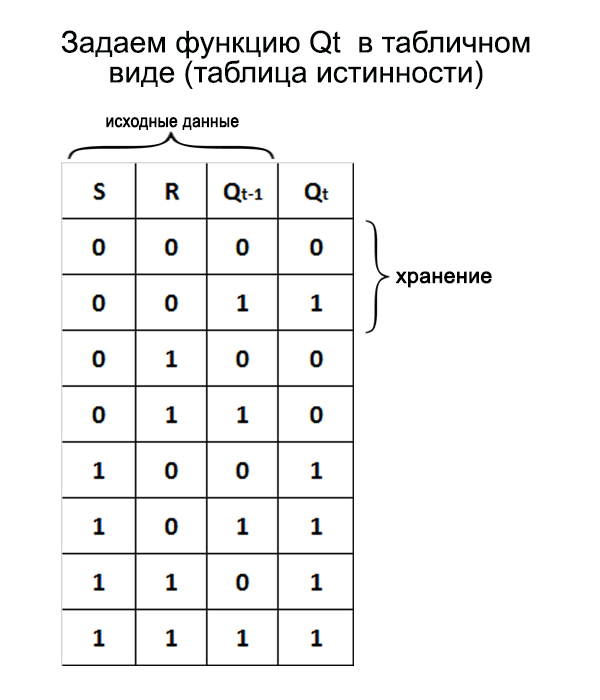 Задаем функцию Qt в табличном
виде (таблица истинности)
исходные данные
S R Qt-1 Qt
0 0 0 0
хранение
0 0 1 1
0 1 0 0
0 1 1 0
1 0 0 1
1 0 1 1
1 1 0 1
1 1 1 1